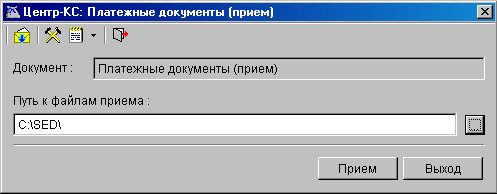 Центр-КС: Платежные документы (прием)
Документ : Платежные документы (прием)
Путь к файлам приема :
C:\SED\
...
Прием Выход